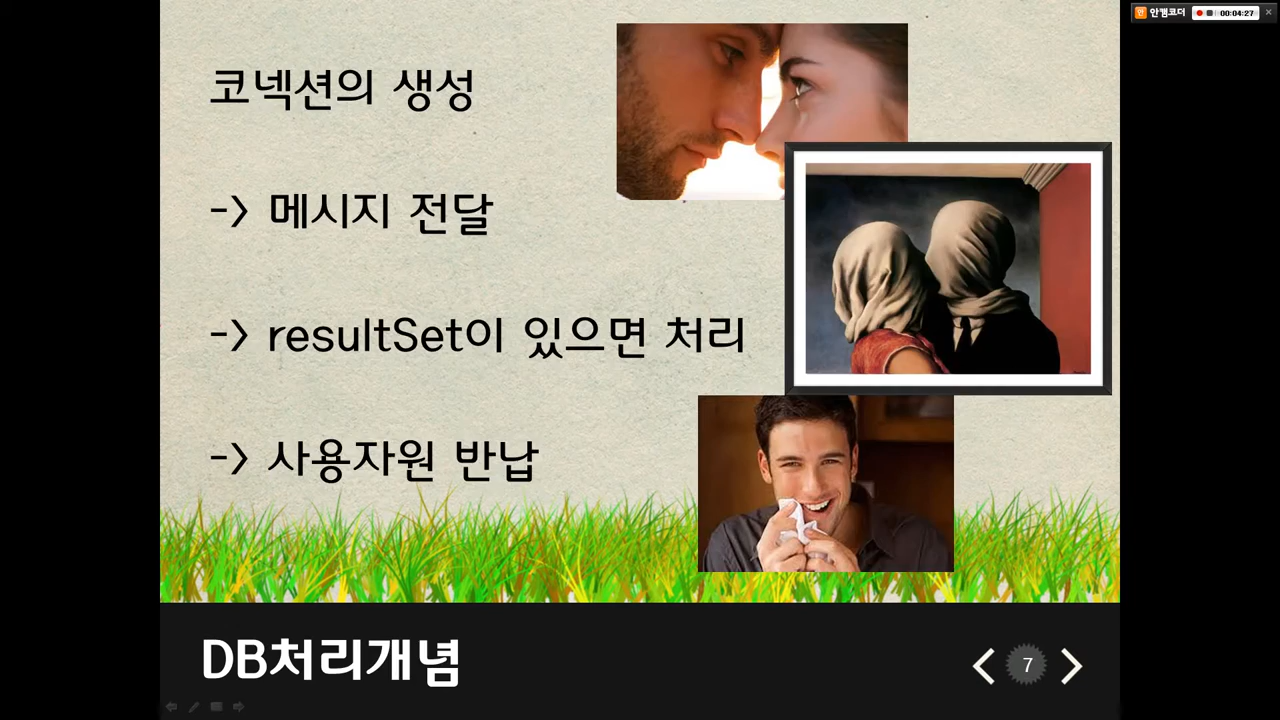 안캠코더
00:04:27
코넥션의 생성
-> 메시지 전달
-> resultSet이 있으면 처리
-> 사용자원 반납
DB처리개념
7